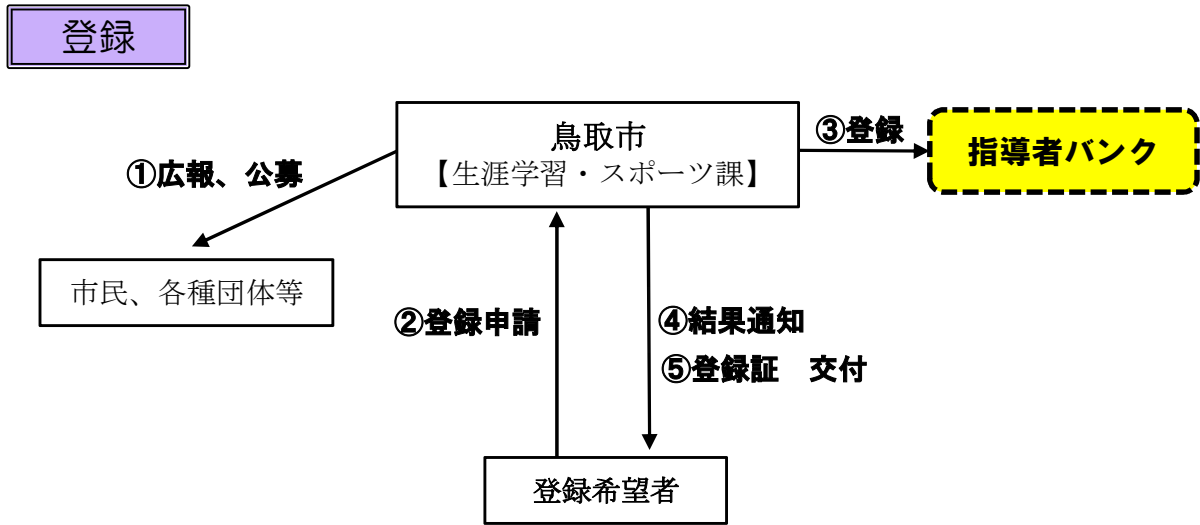 登録
鳥取市
【生涯学習・スポーツ課】
③登録
指導者バンク
①広報、公募
市民、各種団体等
②登録申請
④結果通知
⑤登録証　交付
登録希望者